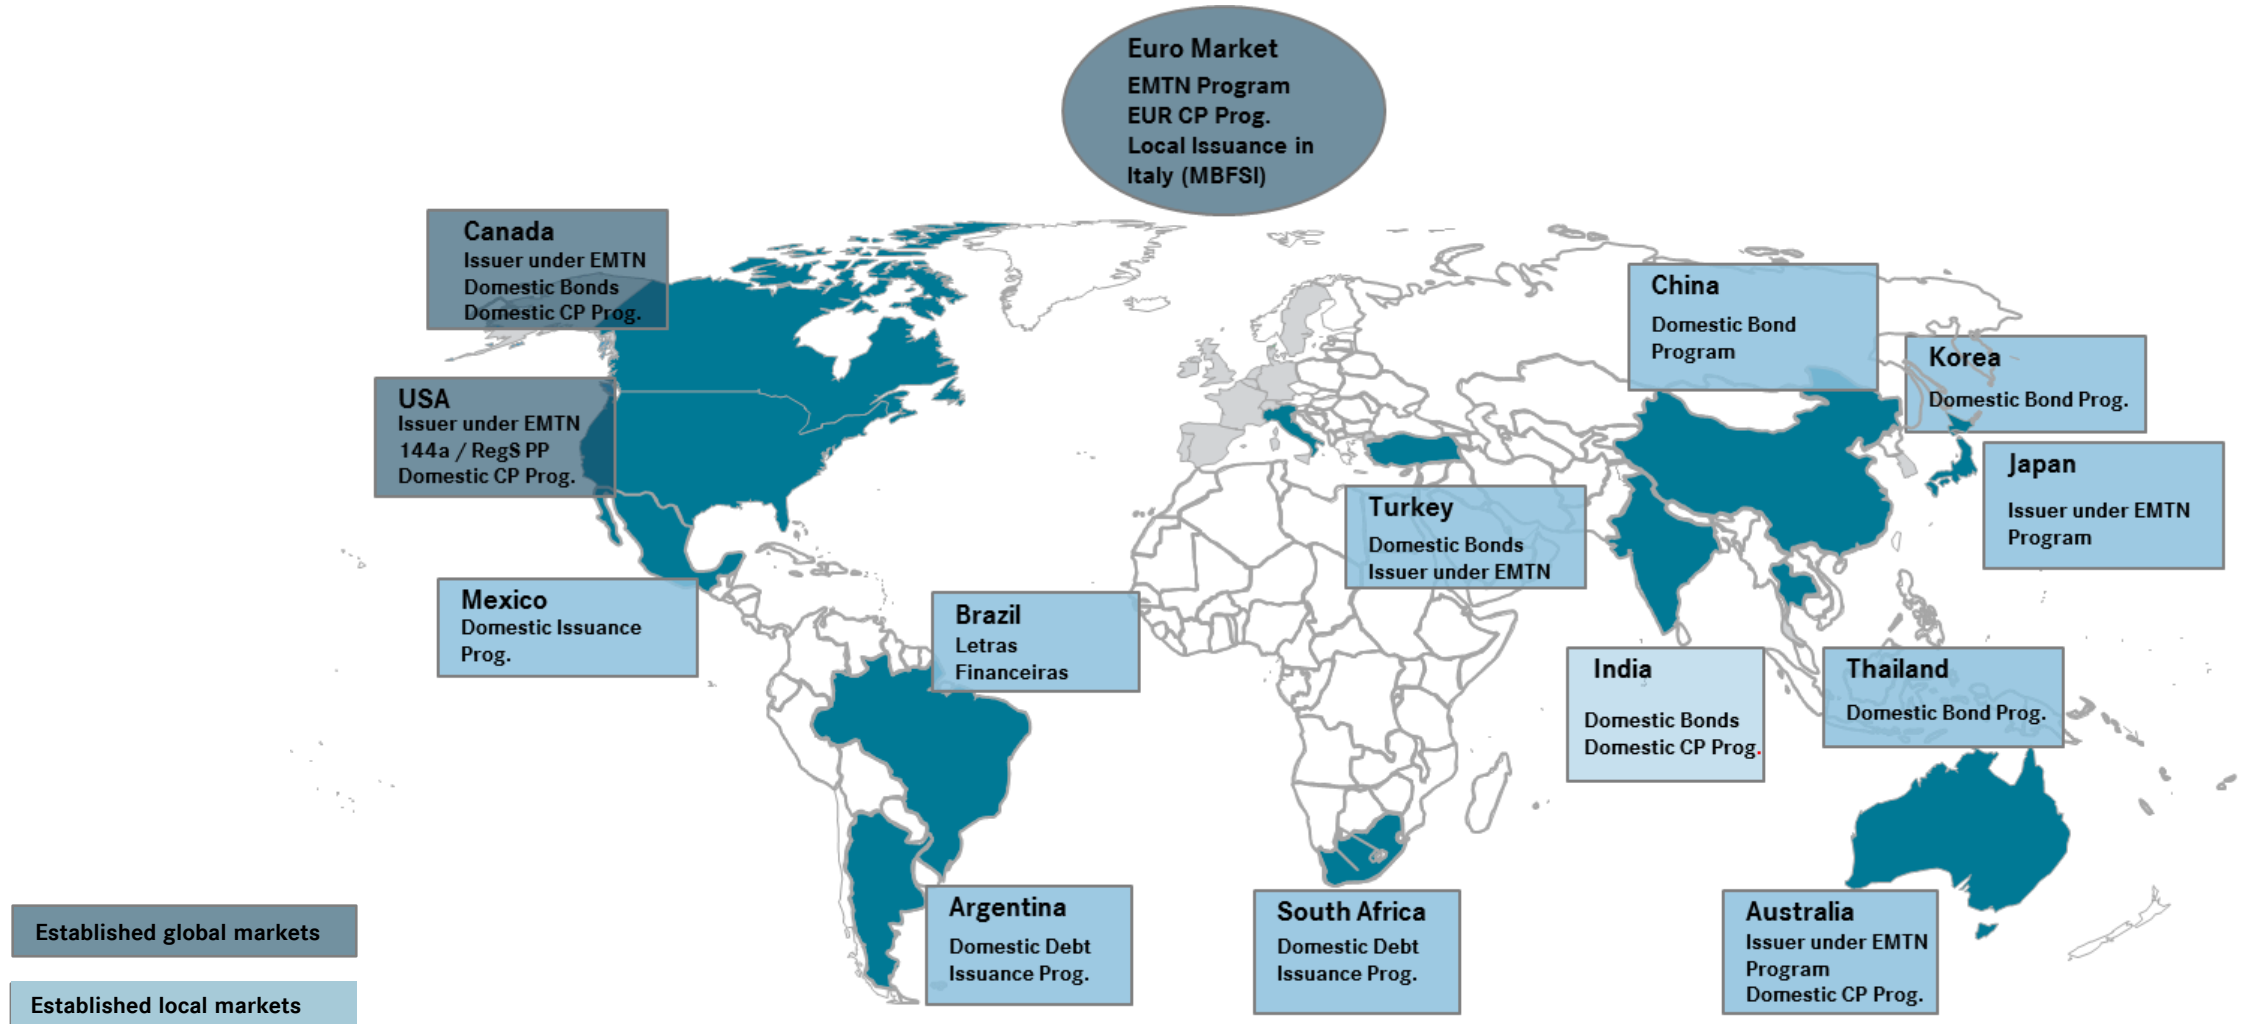 Euro Market
EMTN Program
EUR CP Prog.
Local Issuance in
Italy (MBFSI)
Canada
Issuer under EMTN
Domestic Bonds
Domestic CP Prog.
China
Domestic Bond
Program
Korea
Domestic Bond Prog.
USA
Issuer under EMTN
144a / RegS PP
Domestic CP Prog.
Japan
Issuer under EMTN
Program
Turkey
Domestic Bonds
Issuer under EMTN
Mexico
Domestic Issuance
Prog.
Brazil
Letras
Financeiras
India
Domestic Bonds
Domestic CP Prog.
Thailand
Domestic Bond Prog.
Argentina
Domestic Debt
Issuance Prog.
South Africa
Domestic Debt
Issuance Prog.
Australia
Issuer under EMTN
Program
Domestic CP Prog.
Established global markets
Established local markets